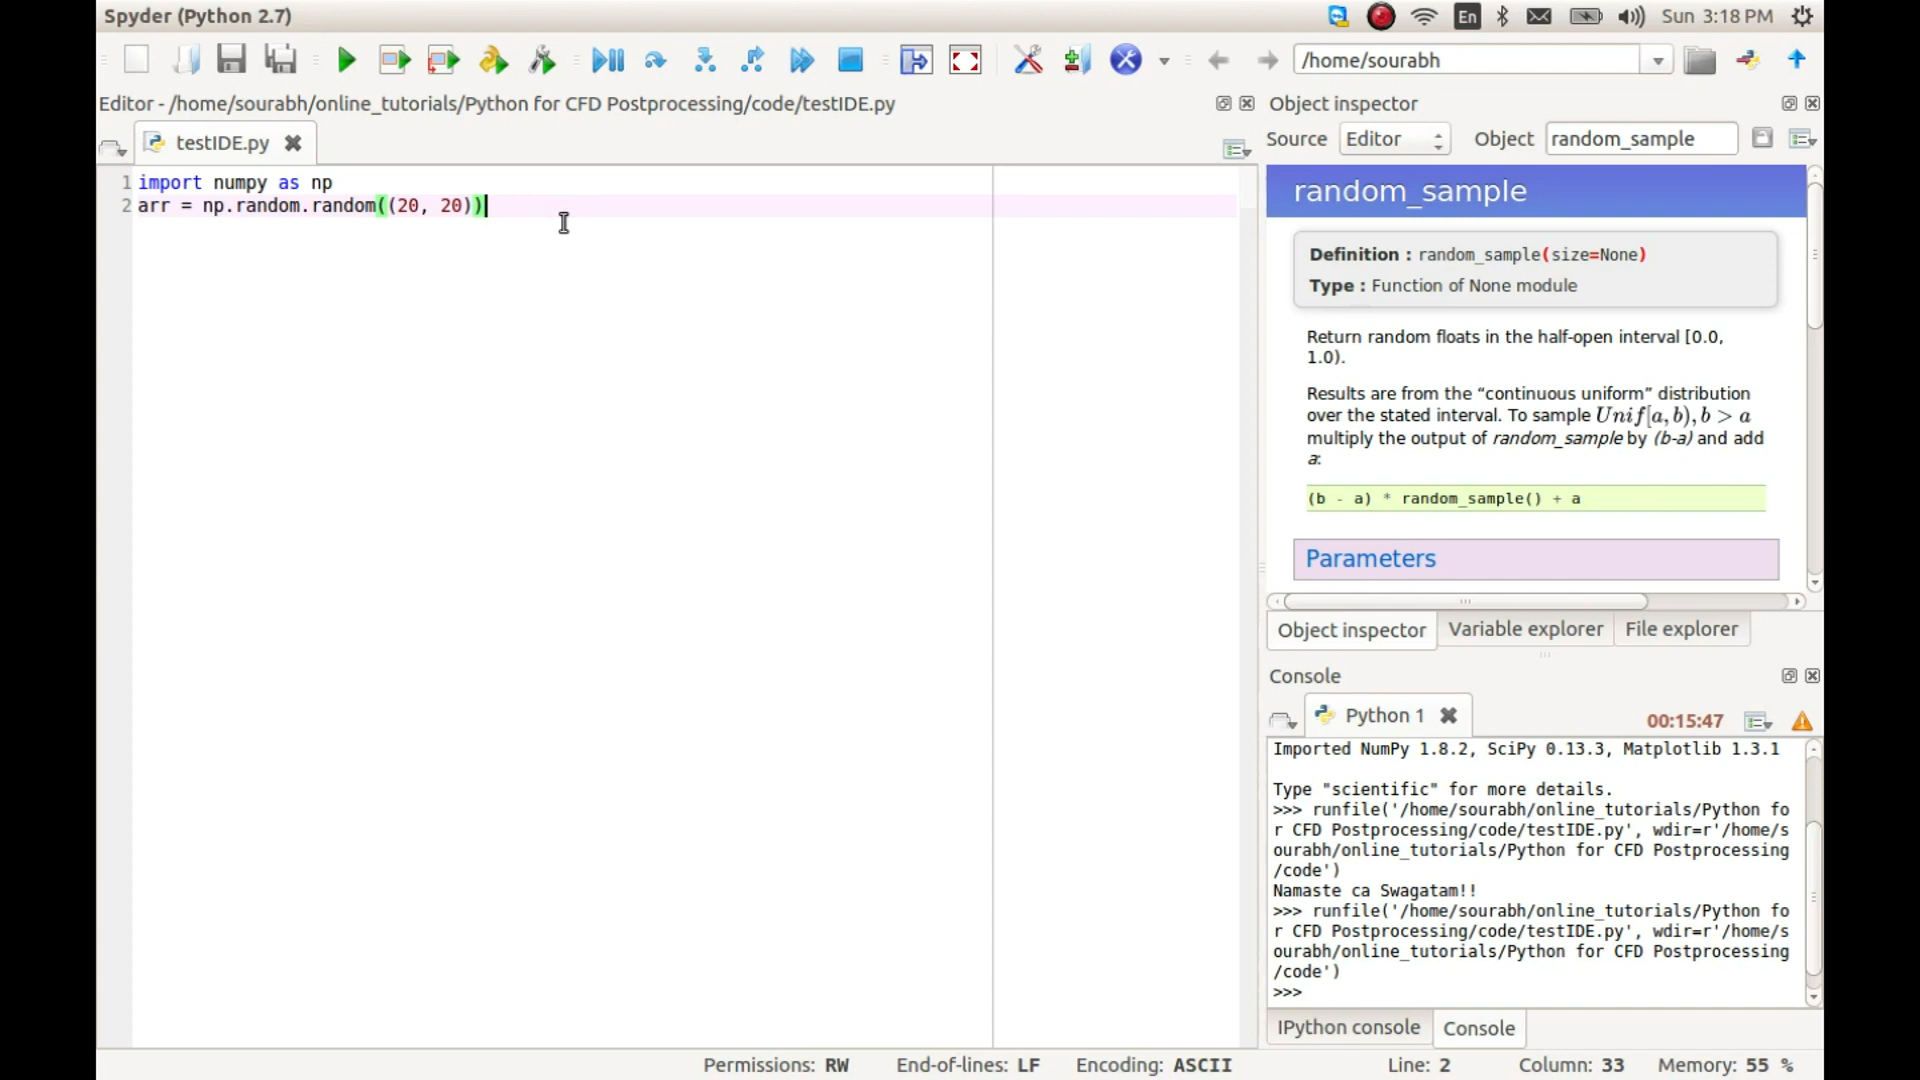 Spyder (Python 2.7)
En
Sun 3:18 PM
/home/sourabh
Editor - /home/sourabh/online_tutorials/Python for CFD Postprocessing/code/testIDE.py
testIDE.py
1 import numpy as np
2 arr = np.random.random((20, 20))
Object inspector
Source Editor Object random_sample
random_sample
Definition : random_sample(size=None)
Type : Function of None module
Return random floats in the half-open interval [0.0,
1.0).
Results are from the “continuous uniform” distribution
over the stated interval. To sample Unif[a, b), b > a
multiply the output of random_sample by (b-a) and add
a:
(b - a) * random_sample() + a
Parameters
Object inspector Variable explorer File explorer
Console
Python 1
00:15:47
Imported NumPy 1.8.2, SciPy 0.13.3, Matplotlib 1.3.1
Type "scientific" for more details.
>>> runfile('/home/sourabh/online_tutorials/Python fo
r CFD Postprocessing/code/testIDE.py', wdir=r'/home/s
ourabh/online_tutorials/Python for CFD Postprocessing
/code')
Namaste ca Swagatam!!
>>> runfile('/home/sourabh/online_tutorials/Python fo
r CFD Postprocessing/code/testIDE.py', wdir=r'/home/s
ourabh/online_tutorials/Python for CFD Postprocessing
/code')
>>>
IPython console Console
Permissions: RW End-of-lines: LF Encoding: ASCII Line: 2 Column: 33 Memory: 55 %